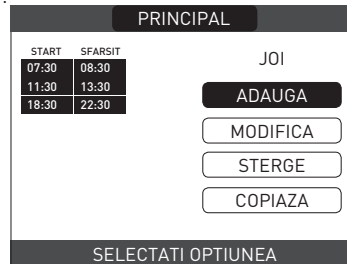 PRINCIPAL
START SFARSIT
07:30 08:30
11:30 13:30
18:30 22:30
JOI
ADAUGA
MODIFICA
STERGE
COPIAZA
SELECTATI OPTIUNEA